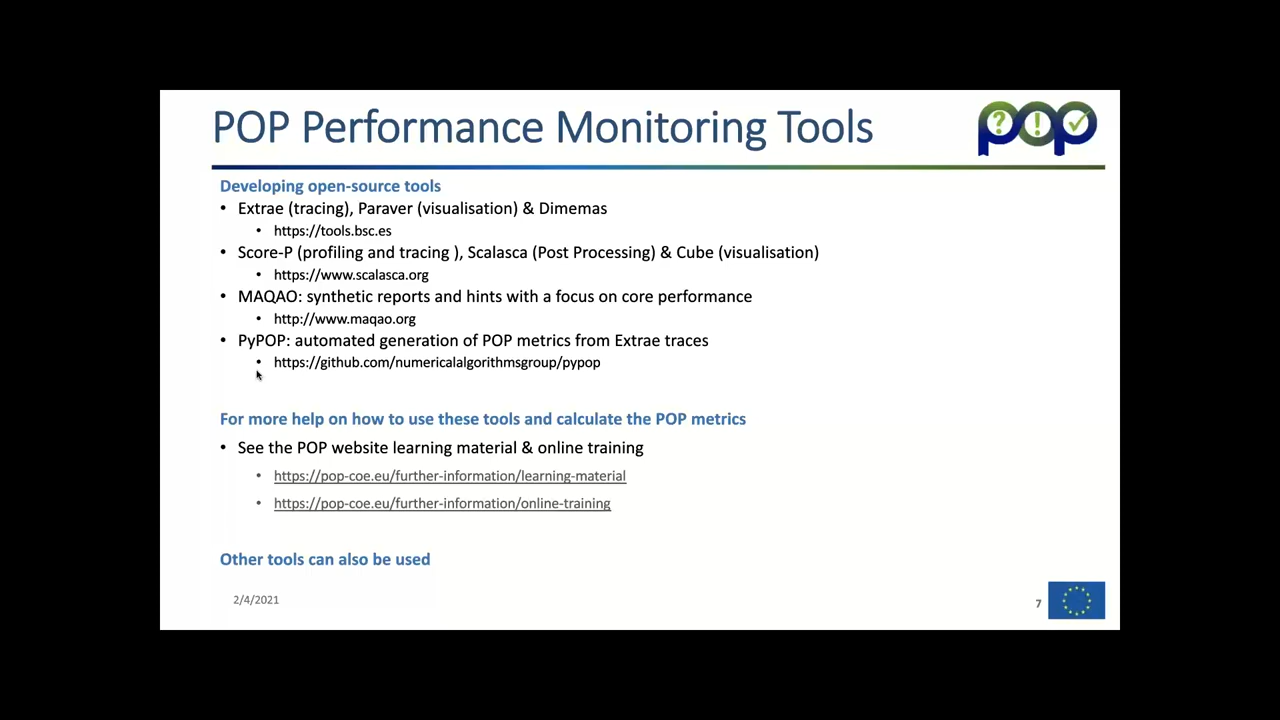 POP Performance Monitoring Tools
pop
? ! ✓
Developing open-source tools
• Extrae (tracing), Paraver (visualisation) & Dimemas
• https://tools.bsc.es
• Score-P (profiling and tracing ), Scalasca (Post Processing) & Cube (visualisation)
• https://www.scalasca.org
• MAQAO: synthetic reports and hints with a focus on core performance
• http://www.maqao.org
• PyPOP: automated generation of POP metrics from Extrae traces
• https://github.com/numericalalgorithmsgroup/pypop
For more help on how to use these tools and calculate the POP metrics
• See the POP website learning material & online training
• https://pop-coe.eu/further-information/learning-material
• https://pop-coe.eu/further-information/online-training
Other tools can also be used
2/4/2021
7